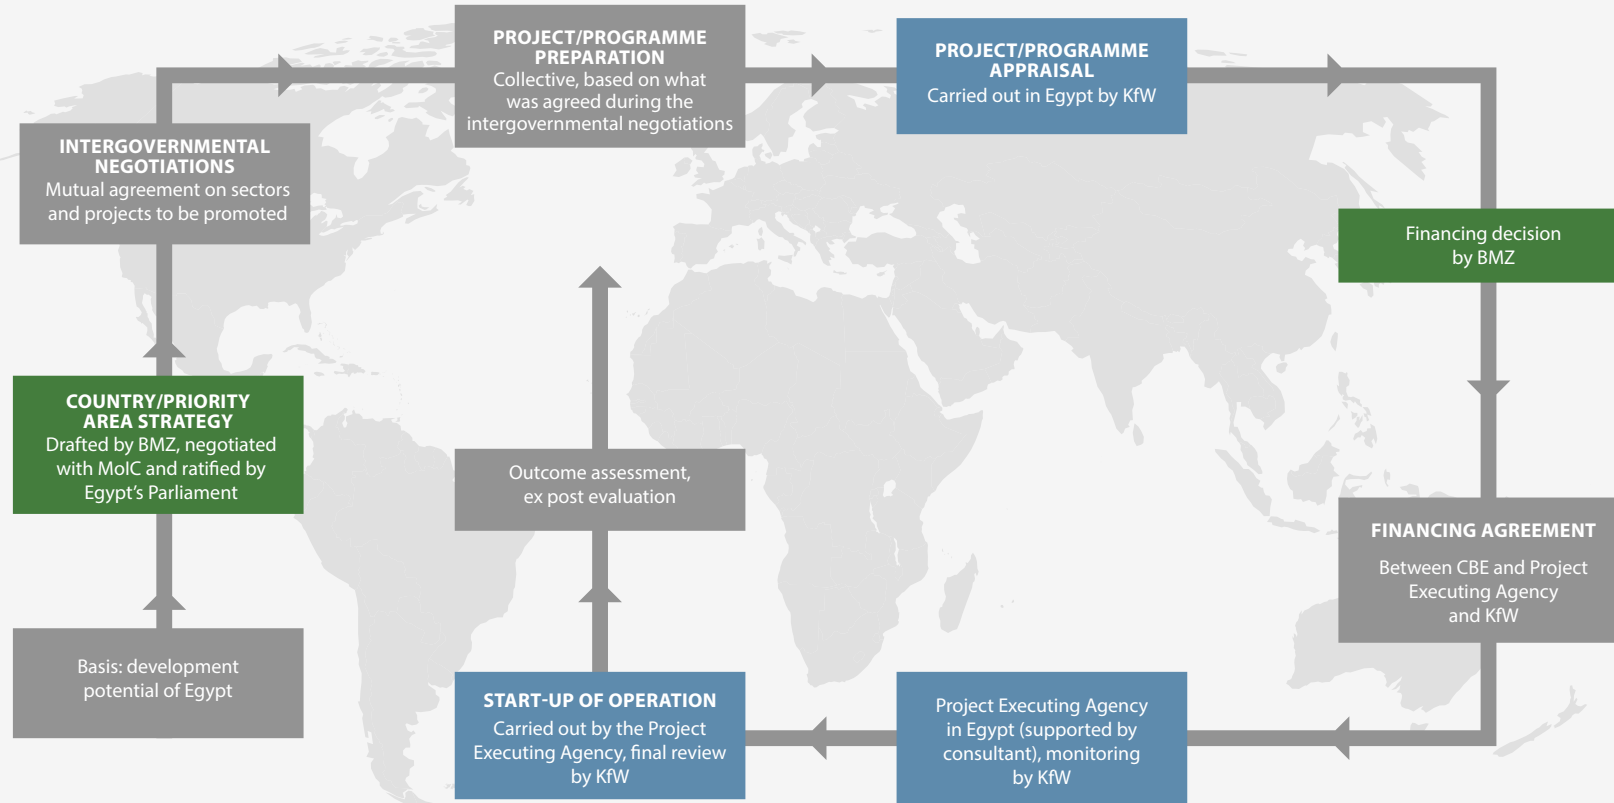 PROJECT/PROGRAMME
PREPARATION
Collective, based on what
was agreed during the
intergovernmental negotiations
PROJECT/PROGRAMME
APPRAISAL
Carried out in Egypt by KfW
INTERGOVERNMENTAL
NEGOTIATIONS
Mutual agreement on sectors
and projects to be promoted
Financing decision
by BMZ
COUNTRY/PRIORITY
AREA STRATEGY
Drafted by BMZ, negotiated
with MoIC and ratified by
Egypt’s Parliament
Outcome assessment,
ex post evaluation
FINANCING AGREEMENT
Between CBE and Project
Executing Agency
and KfW
Basis: development
potential of Egypt
START-UP OF OPERATION
Carried out by the Project
Executing Agency, final review
by KfW
Project Executing Agency
in Egypt (supported by
consultant), monitoring
by KfW